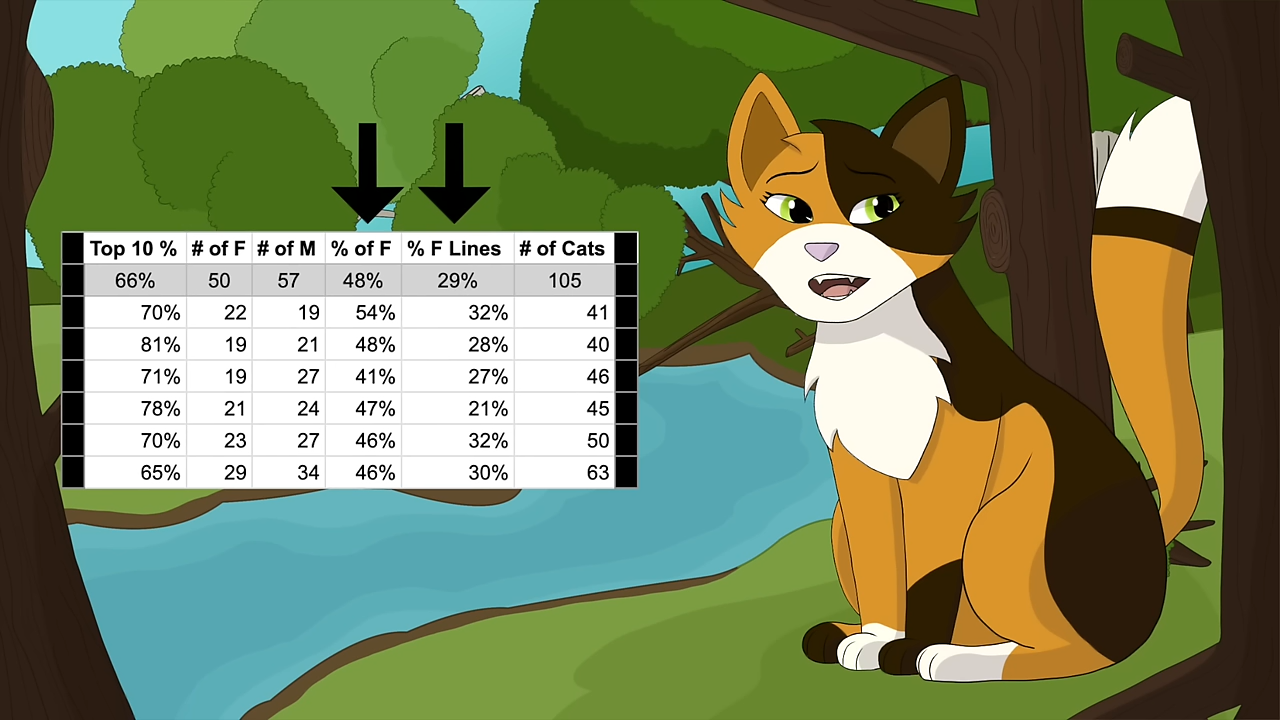 Top 10 % # of F # of M % of F % F Lines # of Cats
66% 50 57 48% 29% 105
70% 22 19 54% 32% 41
81% 19 21 48% 28% 40
71% 19 27 41% 27% 46
78% 21 24 47% 21% 45
70% 23 27 46% 32% 50
65% 29 34 46% 30% 63